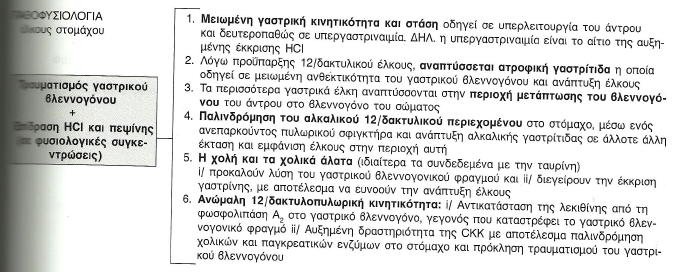 ΠΑΘΟΦΥΣΙΟΛΟΓΙΑ
έλκους στομάχου
Τραυματισμός γαστρικού
βλεννογόνου
+
Επίδραση HCl και πεψίνης
(σε φυσιολογικές συγκε-
ντρώσεις)
1. Μειωμένη γαστρική κινητικότητα και στάση οδηγεί σε υπερλειτουργία του άντρου
και δευτεροπαθώς σε υπεργαστριναιμία. ΔΗΛ. η υπεργαστριναιμία είναι το αίτιο της αυξη-
μένης έκκρισης HCl
2. Λόγω προϋπαρξης 12/δακτυλικού έλκους, αναπτύσσεται ατροφική γαστρίτιδα η οποία
οδηγεί σε μειωμένη ανθεκτικότητα του γαστρικού βλεννογόνου και ανάπτυξη έλκους
3. Τα περισσότερα γαστρικά έλκη αναπτύσσονται στην περιοχή μετάπτωσης του βλεννογό-
νου του άντρου στο βλεννογόνο του σώματος
4. Παλινδρόμηση του αλκαλικού 12/δακτυλικού περιεχομένου στο στόμαχο, μέσω ενός
ανεπαρκούντος πυλωρικού σφιγκτήρα και ανάπτυξη αλκαλικής γαστρίτιδας σε άλλοτε άλλη
έκταση και εμφάνιση έλκους στην περιοχή αυτή
5. Η χολή και τα χολικά άλατα (ιδιαίτερα τα συνδεδεμένα με την ταυρίνη)
i/ προκαλούν λύση του γαστρικού βλεννογονικού φραγμού και ii/ διεγείρουν την έκκριση
γαστρίνης, με αποτέλεσμα να ευνοούν την ανάπτυξη έλκους
6. Ανώμαλη 12/δακτυλοπυλωρική κινητικότητα: i/ Αντικατάσταση της λεκιθίνης από τη
φωσφολιπάση A₂ στο γαστρικό βλεννογόνο, γεγονός που καταστρέφει το γαστρικό βλεν-
νογονικό φραγμό ii/ Αυξημένη δραστηριότητα της CKK με αποτέλεσμα παλινδρόμηση
χολικών και παγκρεατικών ενζύμων στο στόμαχο και πρόκληση τραυματισμού του γαστρι-
κού βλεννογόνου